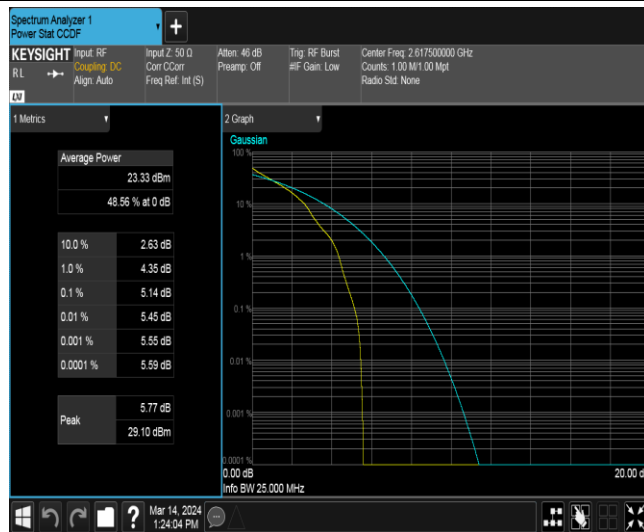 Spectrum Analyzer 1
Power Stat CCDF
+
KEYSIGHT
RL
LXI
Input: RF
Coupling: DC
Align: Auto
Input Z: 50 Ω
Corr CCorr
Freq Ref: Int (S)
Atten: 46 dB
Preamp: Off
Trig: RF Burst
#IF Gain: Low
Center Freq: 2.617500000 GHz
Counts: 1.00 M/1.00 Mpt
Radio Std: None
1 Metrics
Average Power
23.33 dBm
48.56 % at 0 dB
10.0 % 2.63 dB
1.0 % 4.35 dB
0.1 % 5.14 dB
0.01 % 5.45 dB
0.001 % 5.55 dB
0.0001 % 5.59 dB
Peak
5.77 dB
29.10 dBm
2 Graph
Gaussian
100 %
10 %
1 %
0.1 %
0.01 %
0.001 %
0.0001 %
0.00 dB
20.00 dB
Info BW 25.000 MHz
?
Mar 14, 2024
1:24:04 PM